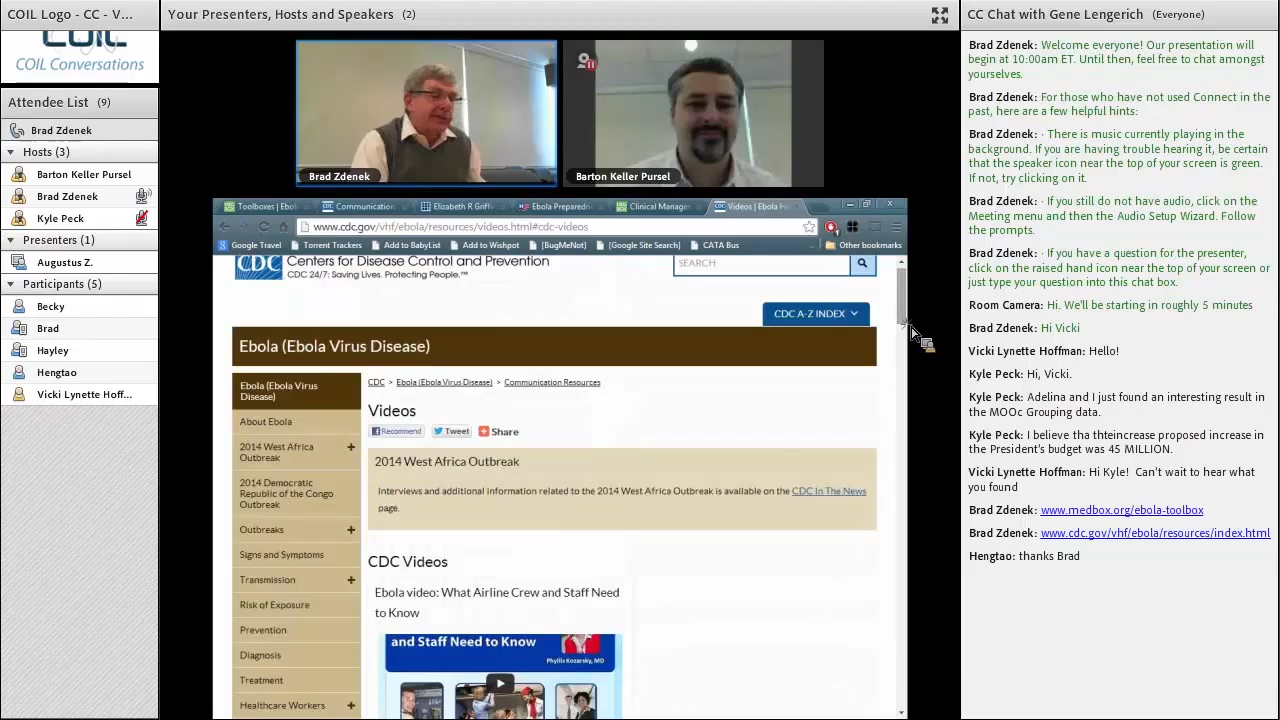 COIL Logo - CC - V...
COIL
COIL Conversations
Attendee List (9)
Brad Zdenek
Hosts (3)
Barton Keller Pursel
Brad Zdenek
Kyle Peck
Presenters (1)
Augustus Z.
Participants (5)
Becky
Brad
Hayley
Hengtao
Vicki Lynette Hoff...
Your Presenters, Hosts and Speakers (2)
Brad Zdenek
Barton Keller Pursel
Toolboxes | Ebol
Communication
Elizabeth R Griffi
Ebola Preparedn
Clinical Manage
Videos | Ebola H
www.cdc.gov/vhf/ebola/resources/videos.html#cdc-videos
Google Travel
Torrent Trackers
Add to BabyList
Add to Wishpot
[BugMeNot]
[Google Site Search]
CATA Bus
Other bookmarks
CDC
Centers for Disease Control and Prevention
CDC 24/7: Saving Lives. Protecting People.™
SEARCH
CDC A-Z INDEX
Ebola (Ebola Virus Disease)
Ebola (Ebola Virus
Disease)
About Ebola
2014 West Africa
Outbreak
2014 Democratic
Republic of the Congo
Outbreak
Outbreaks
Signs and Symptoms
Transmission
Risk of Exposure
Prevention
Diagnosis
Treatment
Healthcare Workers
CDC > Ebola (Ebola Virus Disease) > Communication Resources
Videos
Recommend Tweet Share
2014 West Africa Outbreak
Interviews and additional information related to the 2014 West Africa Outbreak is available on the CDC In The News
page.
CDC Videos
Ebola video: What Airline Crew and Staff Need
to Know
and Staff Need to Know
Phyllis Kozarsky, MD
CC Chat with Gene Lengerich (Everyone)
Brad Zdenek: Welcome everyone! Our presentation will
begin at 10:00am ET. Until then, feel free to chat amongst
yourselves.
Brad Zdenek: For those who have not used Connect in the
past, here are a few helpful hints:
Brad Zdenek: · There is music currently playing in the
background. If you are having trouble hearing it, be certain
that the speaker icon near the top of your screen is green.
If not, try clicking on it.
Brad Zdenek: · If you still do not have audio, click on the
Meeting menu and then the Audio Setup Wizard. Follow
the prompts.
Brad Zdenek: · If you have a question for the presenter,
click on the raised hand icon near the top of your screen or
just type your question into this chat box.
Room Camera: Hi. We'll be starting in roughly 5 minutes
Brad Zdenek: Hi Vicki
Vicki Lynette Hoffman: Hello!
Kyle Peck: Hi, Vicki.
Kyle Peck: Adelina and I just found an interesting result in
the MOOc Grouping data.
Kyle Peck: I believe tha thteincrease proposed increase in
the President's budget was 45 MILLION.
Vicki Lynette Hoffman: Hi Kyle! Can't wait to hear what
you found
Brad Zdenek: www.medbox.org/ebola-toolbox
Brad Zdenek: www.cdc.gov/vhf/ebola/resources/index.html
Hengtao: thanks Brad